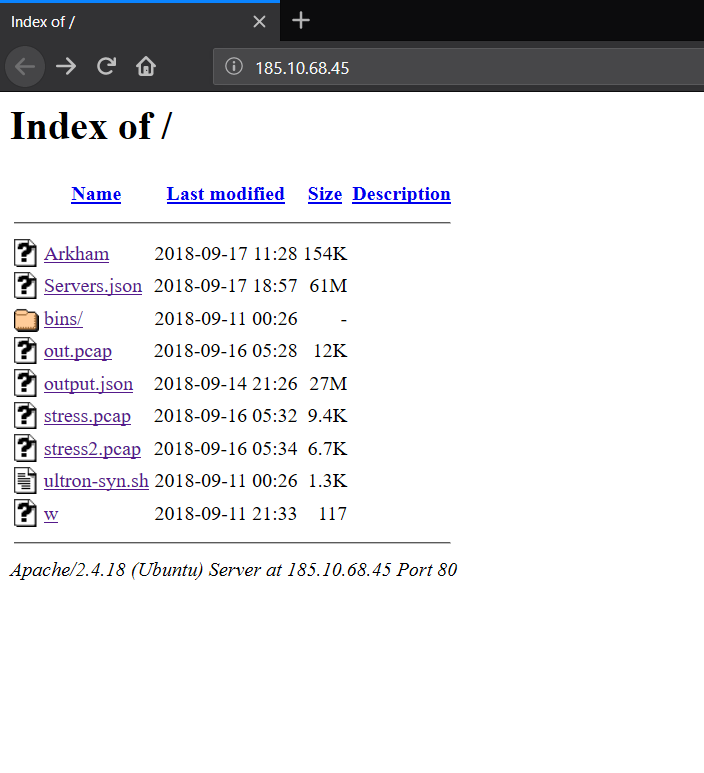 Index of /
185.10.68.45
Index of /
Name Last modified Size Description
Arkham 2018-09-17 11:28 154K
Servers.json 2018-09-17 18:57 61M
bins/ 2018-09-11 00:26 -
out.pcap 2018-09-16 05:28 12K
output.json 2018-09-14 21:26 27M
stress.pcap 2018-09-16 05:32 9.4K
stress2.pcap 2018-09-16 05:34 6.7K
ultron-syn.sh 2018-09-11 00:26 1.3K
w 2018-09-11 21:33 117
Apache/2.4.18 (Ubuntu) Server at 185.10.68.45 Port 80